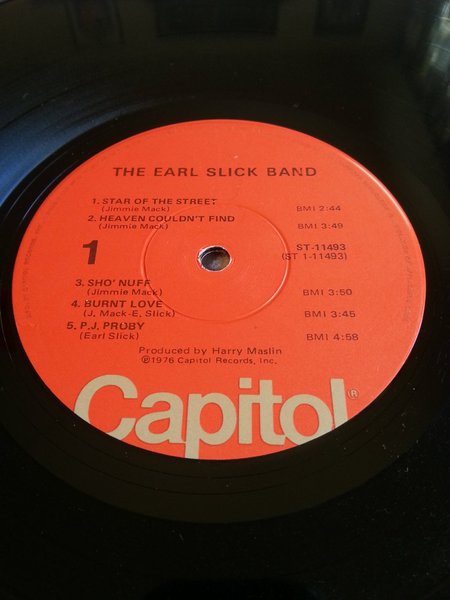 THE EARL SLICK BAND
1. STAR OF THE STREET
(Jimmie Mack) BMI 2:44
2. HEAVEN COULDN'T FIND
(Jimmie Mack) BMI 3:49
1 ST-11493
(ST 1-11493)
3. SHO' NUFF
(Jimmie Mack) BMI 3:50
4. BURNT LOVE
(J. Mack-E. Slick) BMI 3:45
5. P.J. PROBY
(Earl Slick) BMI 4:58
Produced by Harry Maslin
℗1976 Capitol Records, Inc.
Capitol®